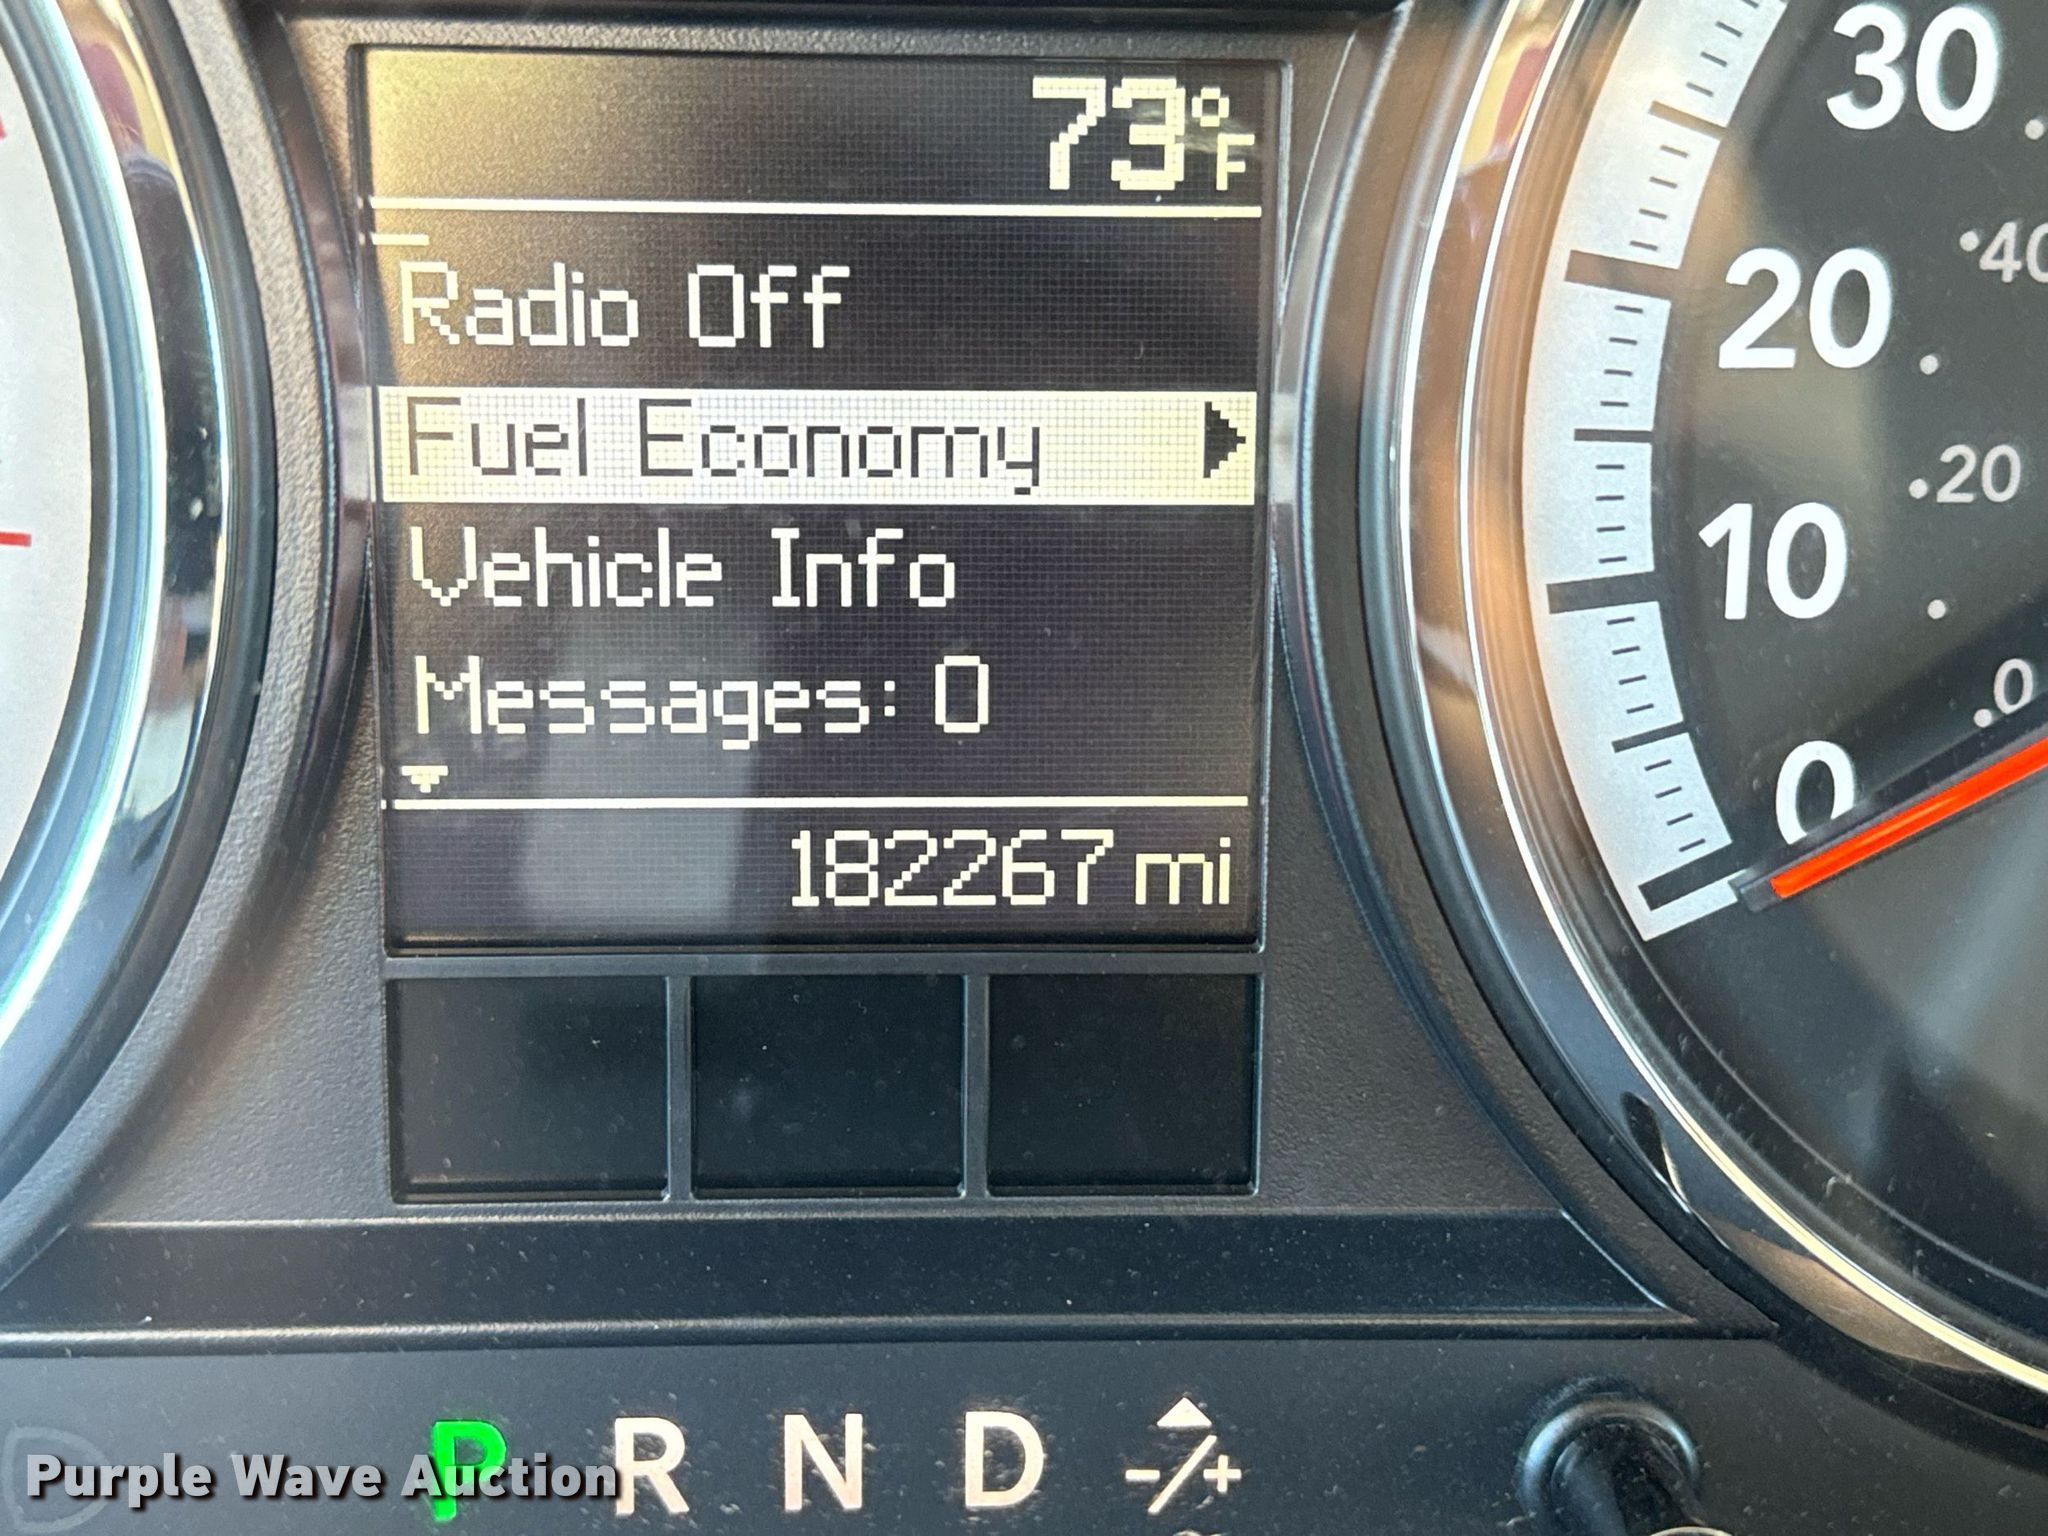 73°F
Radio Off
Fuel Economy
Vehicle Info
Messages: 0
182267 mi
30
20
10
0
40
20
0
P R N D -/+
Purple Wave Auction